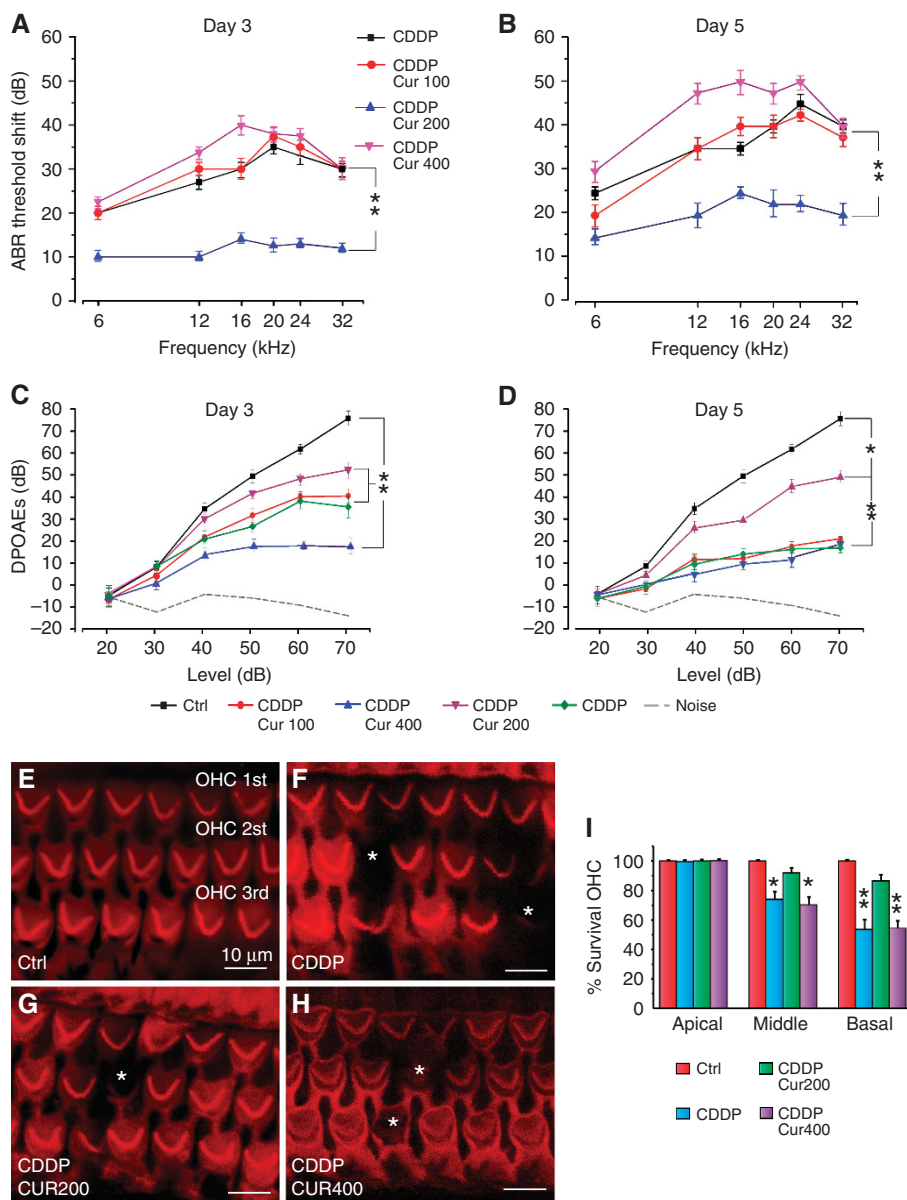 A
Day 3
ABR threshold shift (dB)
60
50
40
30
20
10
0
6 12 16 20 24 32
Frequency (kHz)
CDDP
CDDP
Cur 100
CDDP
Cur 200
CDDP
Cur 400
**
B
Day 5
60
50
40
30
20
10
0
6 12 16 20 24 32
Frequency (kHz)
**
C
Day 3
DPOAEs (dB)
80
70
60
50
40
30
20
10
0
–10
–20
20 30 40 50 60 70
Level (dB)
**
D
Day 5
80
70
60
50
40
30
20
10
0
–10
–20
20 30 40 50 60 70
Level (dB)
*
**
Ctrl
CDDP
Cur 100
CDDP
Cur 400
CDDP
Cur 200
CDDP
Noise
E
OHC 1st
OHC 2st
OHC 3rd
Ctrl
10 μm
F
*
*
CDDP
G
*
CDDP
CUR200
H
*
*
CDDP
CUR400
I
% Survival OHC
100
80
60
40
20
0
* * ** **
Apical Middle Basal
Ctrl
CDDP
CDDP
Cur200
CDDP
Cur400